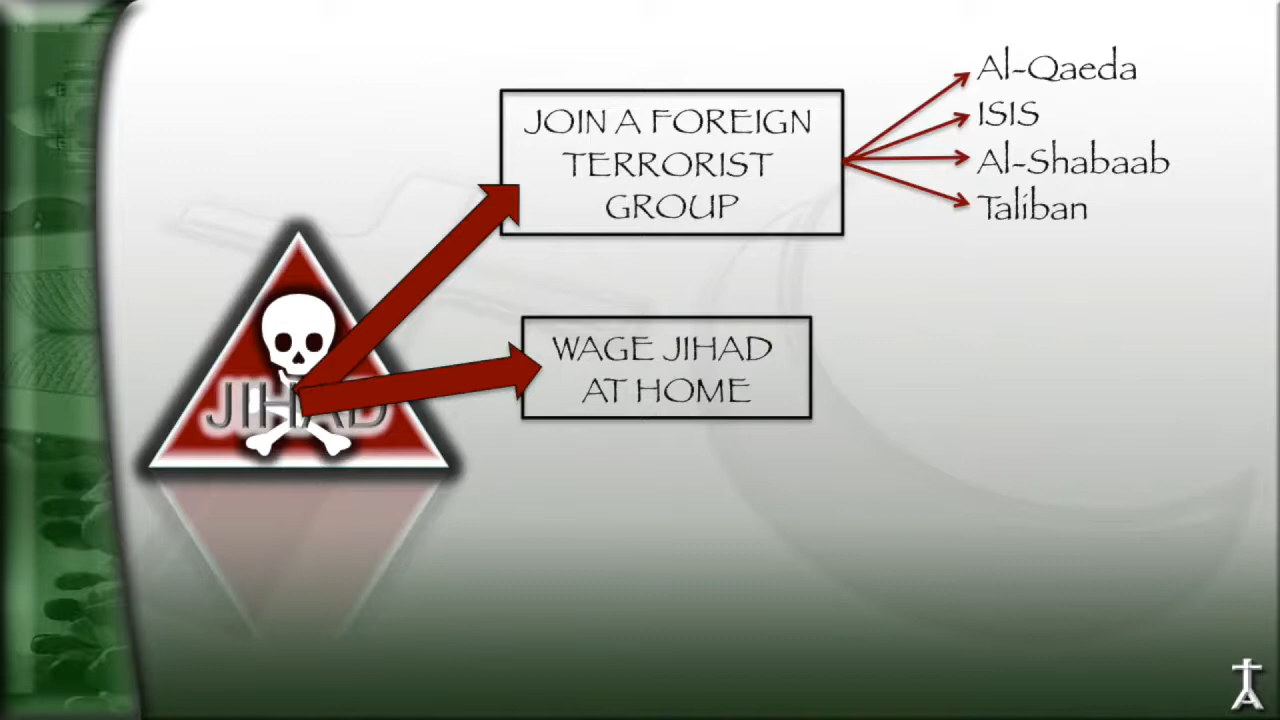 JIHAD
JOIN A FOREIGN
TERRORIST
GROUP
Al-Qaeda
ISIS
Al-Shabaab
Taliban
WAGE JIHAD
AT HOME